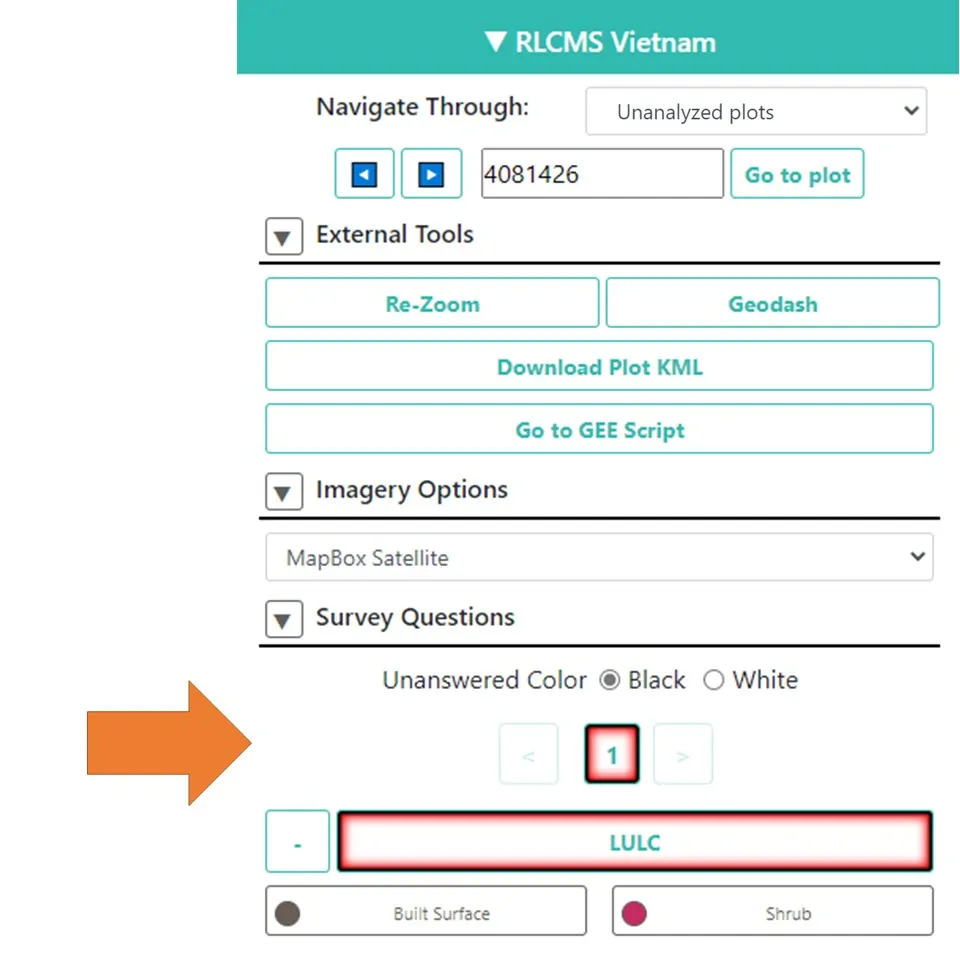 ▼ RLCMS Vietnam
Navigate Through: Unanalyzed plots
4081426 Go to plot
External Tools
Re-Zoom Geodash
Download Plot KML
Go to GEE Script
Imagery Options
MapBox Satellite
Survey Questions
Unanswered Color Black White
< 1 >
- LULC
Built Surface Shrub